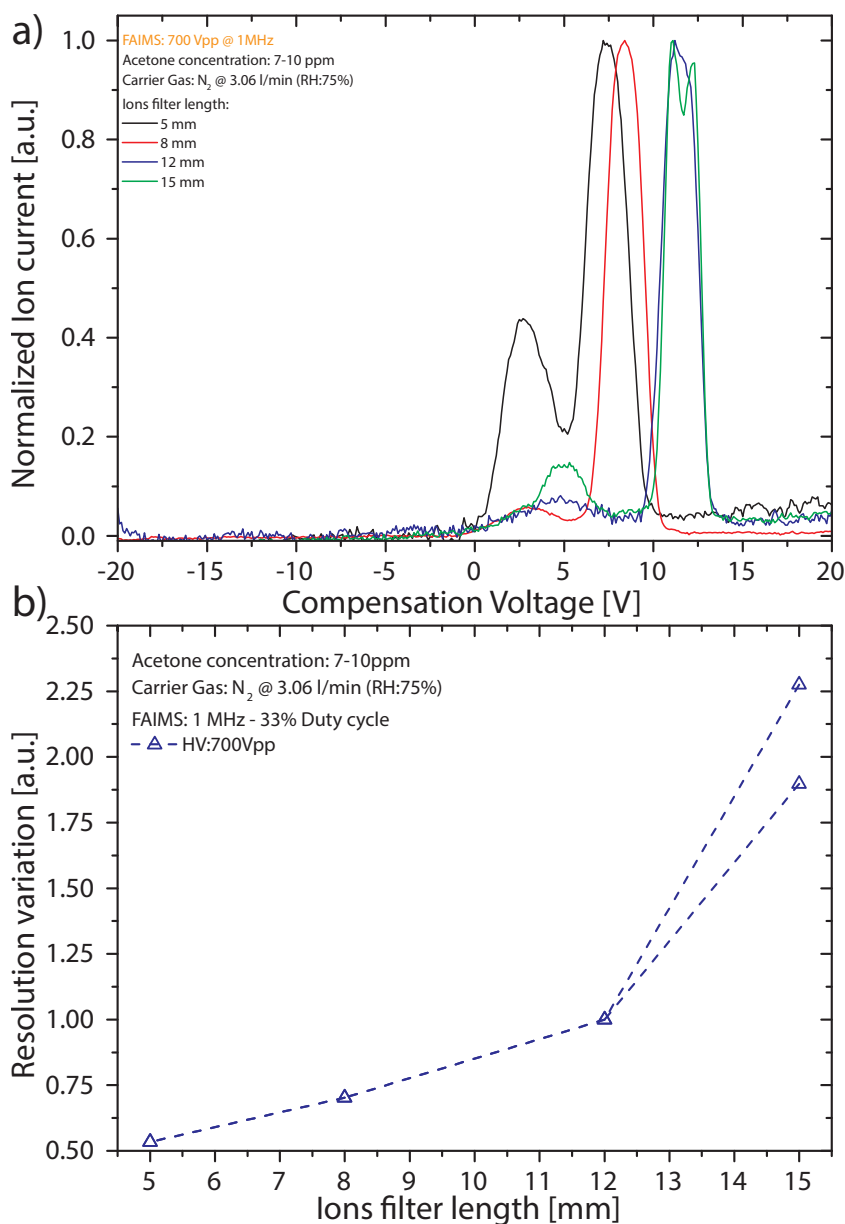 a)
FAIMS: 700 Vpp @ 1MHz
Acetone concentration: 7-10 ppm
Carrier Gas: N2 @ 3.06 l/min (RH:75%)
Ions filter length:
5 mm
8 mm
12 mm
15 mm
Normalized Ion current [a.u.]
1.0
0.8
0.6
0.4
0.2
0.0
-20 -15 -10 -5 0 5 10 15 20
Compensation Voltage [V]
b)
Acetone concentration: 7-10ppm
Carrier Gas: N2 @ 3.06 l/min (RH:75%)
FAIMS: 1 MHz - 33% Duty cycle
HV:700Vpp
Resolution variation [a.u.]
2.50
2.25
2.00
1.75
1.50
1.25
1.00
0.75
0.50
5 6 7 8 9 10 11 12 13 14 15
Ions filter length [mm]